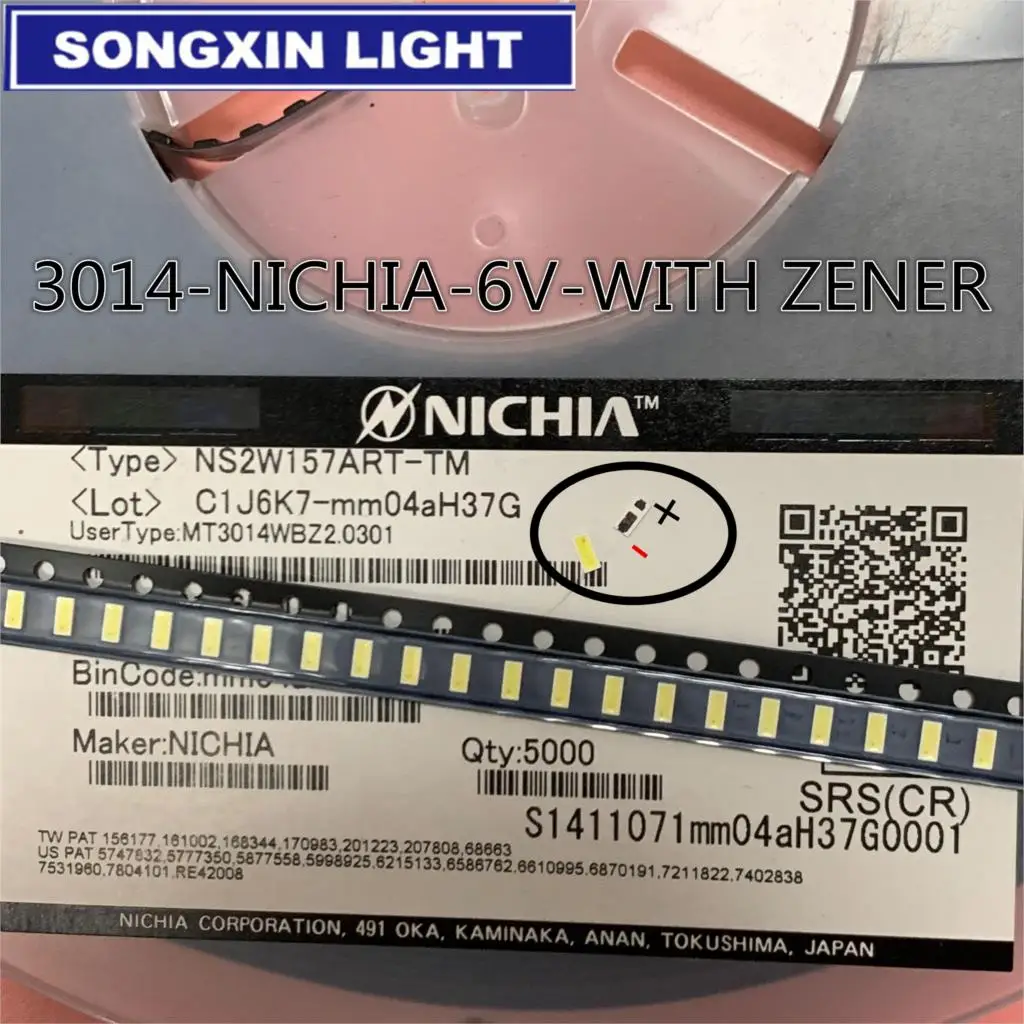 SONGXIN LIGHT
3014-NICHIA-6V-WITH ZENER
NICHIA™
<Type> NS2W157ART-TM
<Lot> C1J6K7-mm04aH37G
UserType:MT3014WBZ2.0301
+
-
BinCode:
Maker:NICHIA
Qty:5000
SRS(CR)
S1411071mm04aH37G0001
TW PAT 156177,161002,168344,170983,201223,207808,68663
US PAT 5747832,5777350,5877558,5998925,6215133,6586762,6610995,6870191,7211822,7402838
7531960,7804101,RE42008
NICHIA CORPORATION, 491 OKA, KAMINAKA, ANAN, TOKUSHIMA, JAPAN